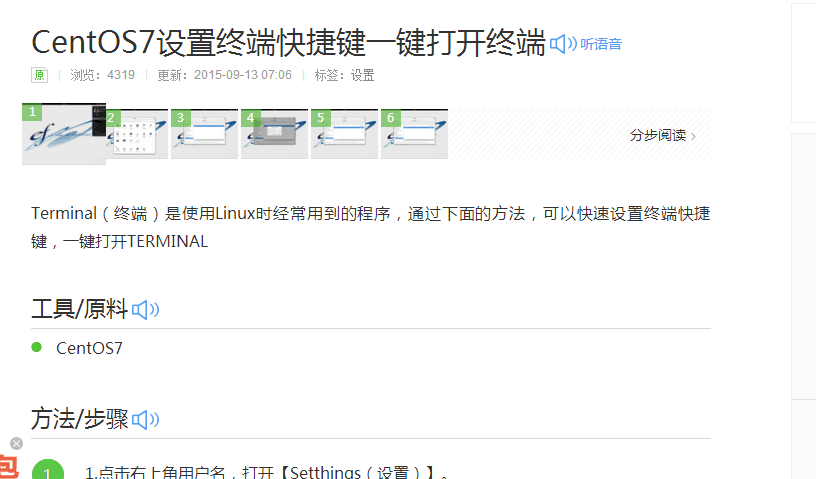 CentOS7设置终端快捷键一键打开终端 听语音
原 浏览：4319 更新：2015-09-13 07:06 标签：设置
1 2 3 4 5 6 分步阅读
Terminal（终端）是使用Linux时经常用到的程序，通过下面的方法，可以快速设置终端快捷
键，一键打开TERMINAL
工具/原料
CentOS7
方法/步骤
包
1 1.点击右上角用户名，打开【Setthings（设置）】。